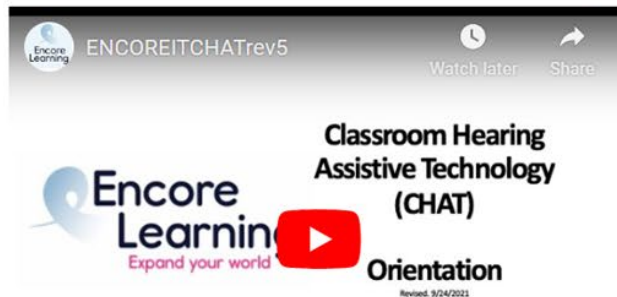 Encore
Learning
ENCOREITCHATrev5
Watch later
Share
Classroom Hearing
Assistive Technology
(CHAT)
Encore
Learning
Expand your world
Orientation
Revised. 9/24/2021